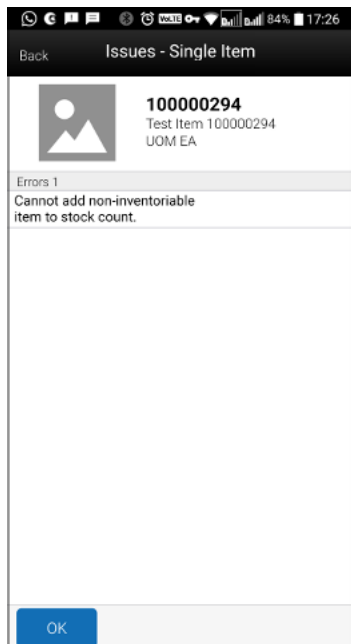 VoLTE 84% 17:26
Back Issues - Single Item
100000294
Test Item 100000294
UOM EA
Errors 1
Cannot add non-inventoriable
item to stock count.
OK